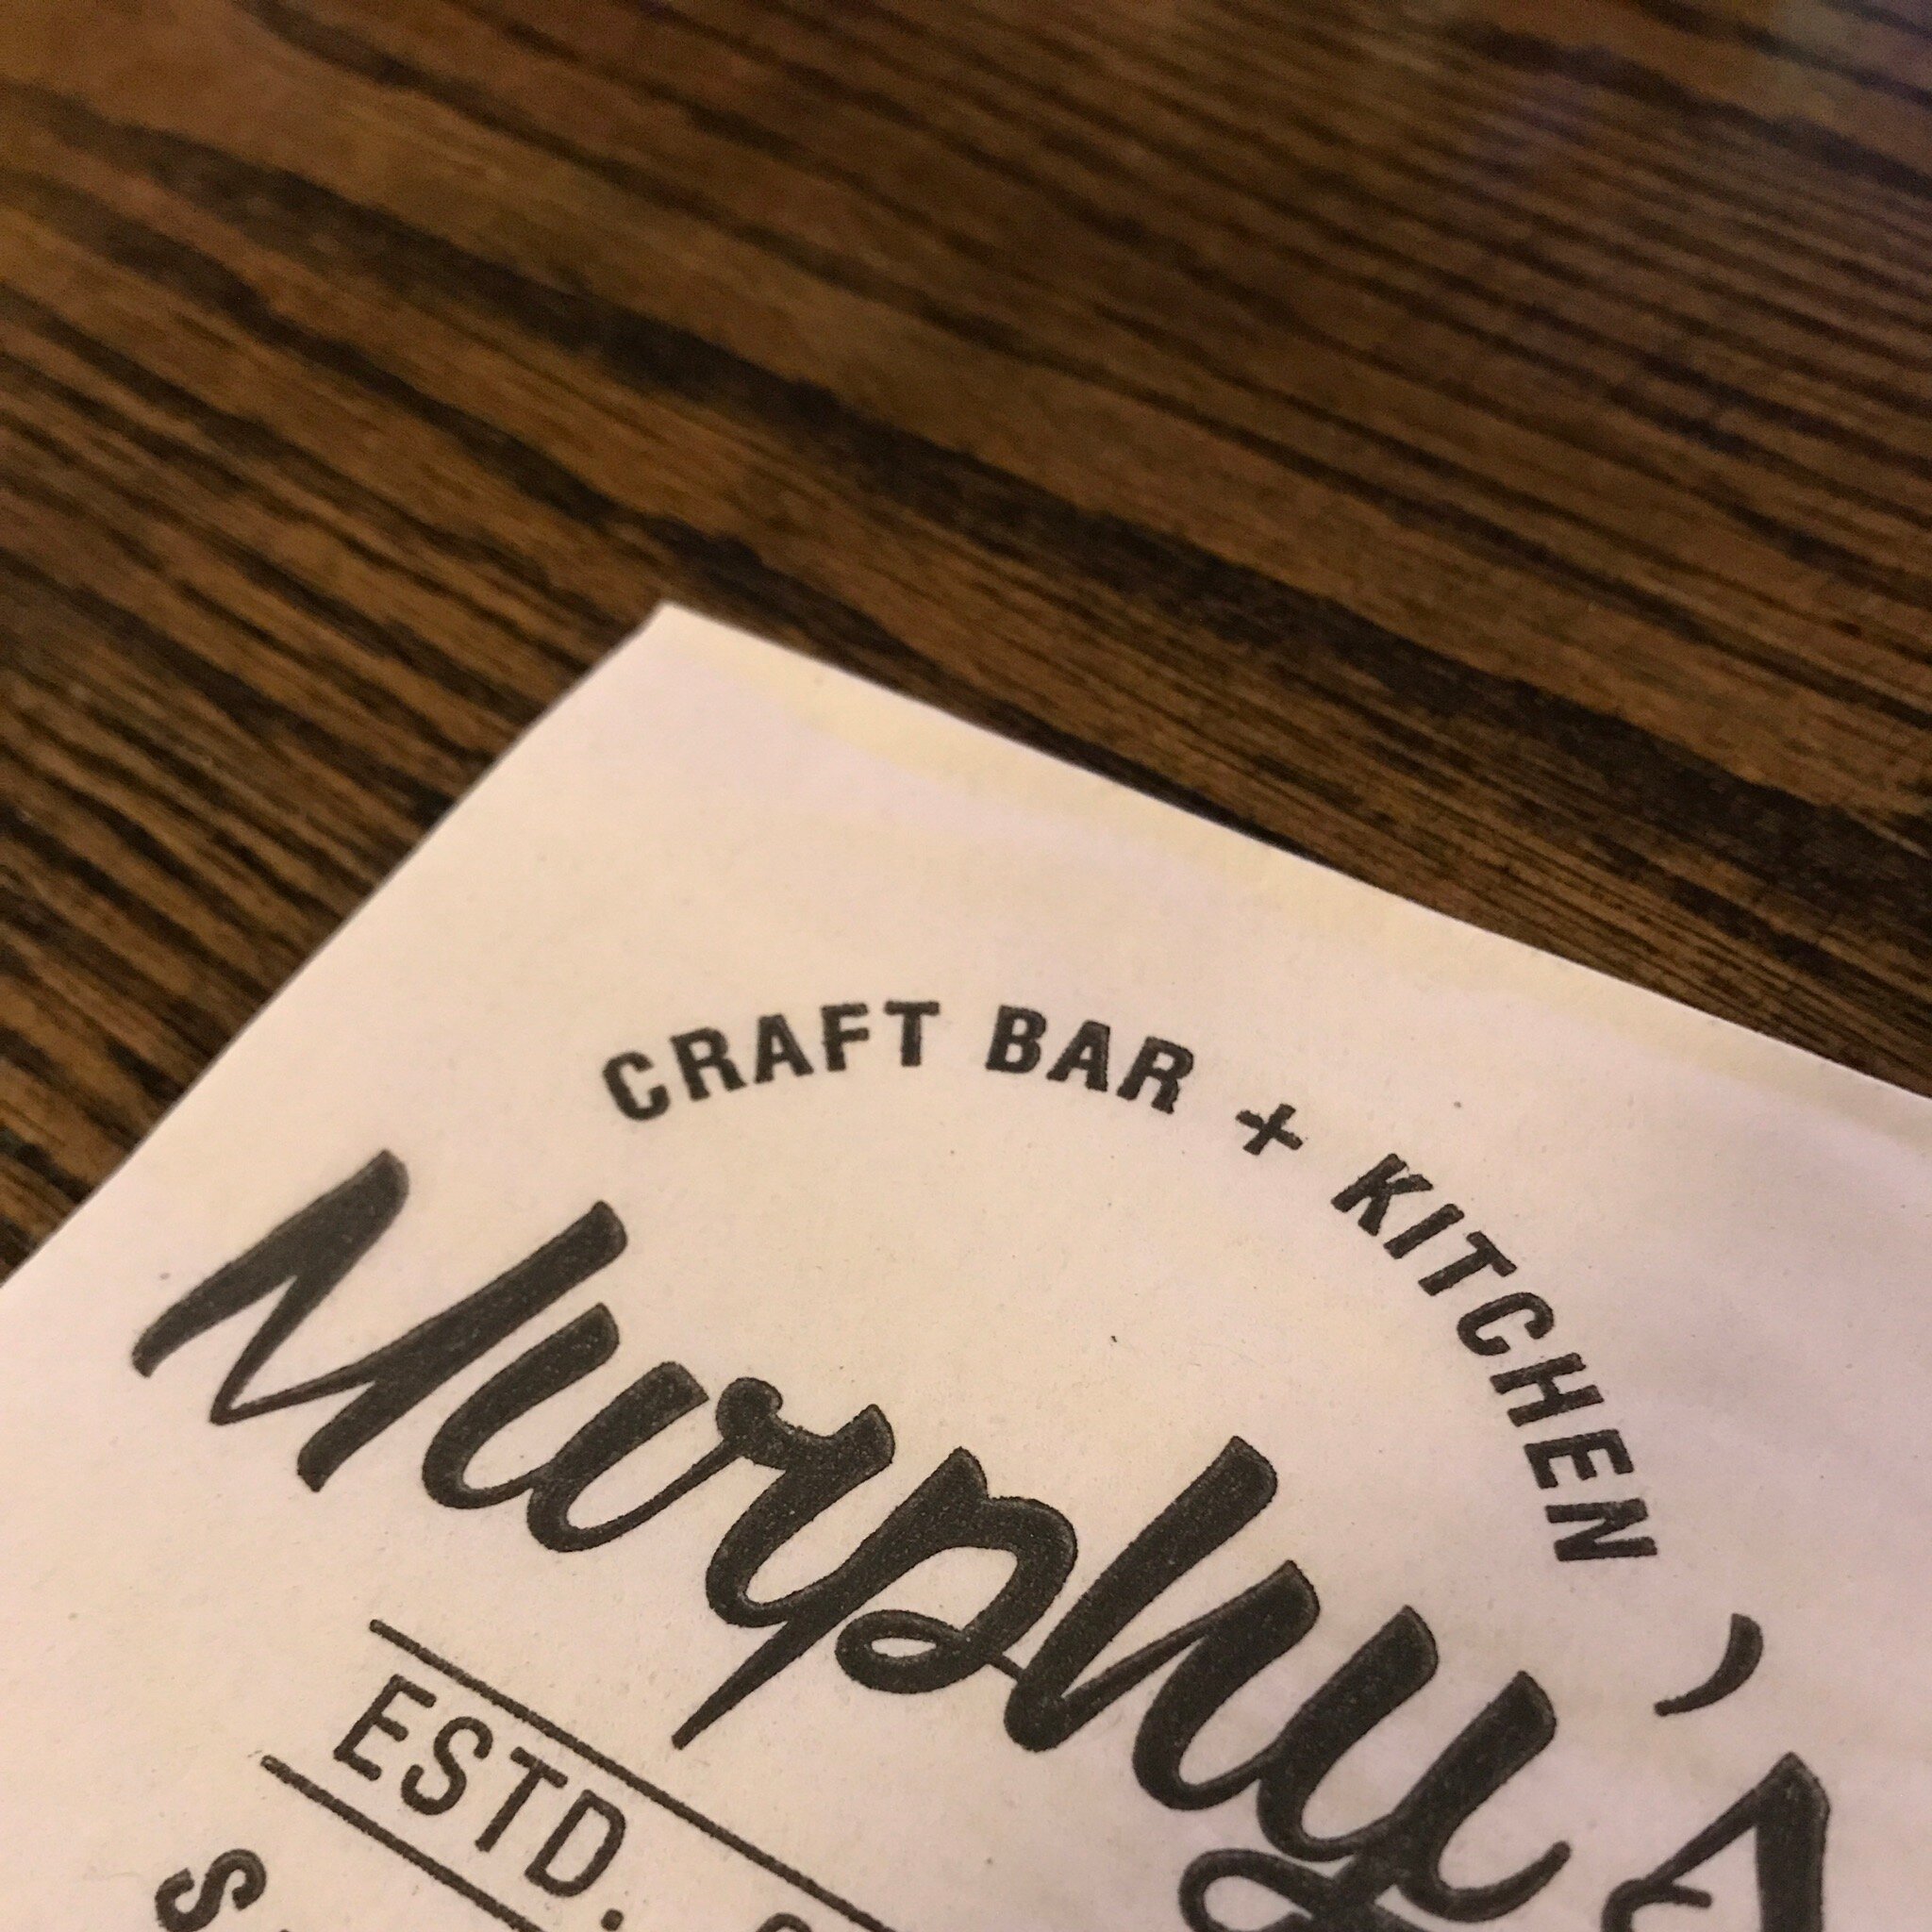 CRAFT BAR + KITCHEN
Murphy's
ESTD.